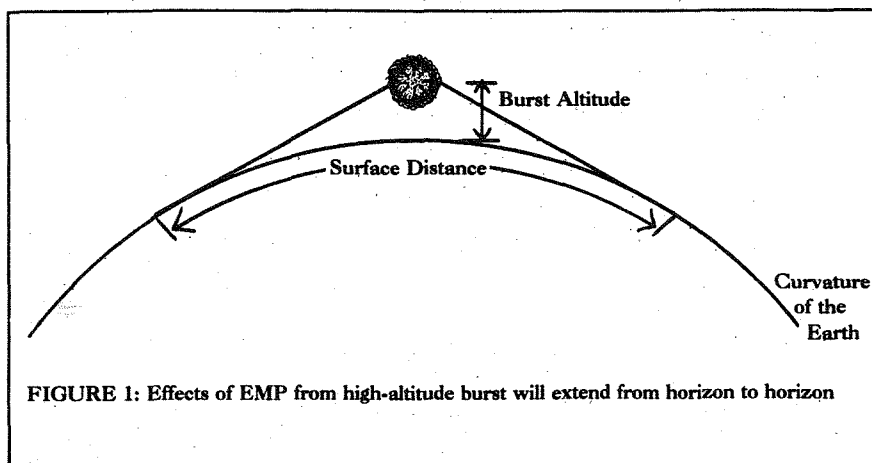 Burst Altitude
Surface Distance
Curvature
of the
Earth
FIGURE 1: Effects of EMP from high-altitude burst will extend from horizon to horizon